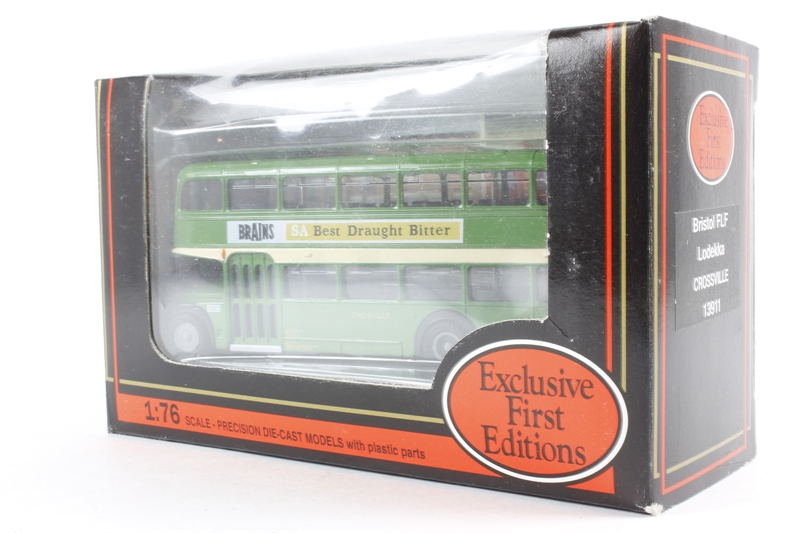 BRAINS SA Best Draught Bitter
CROSVILLE
1:76 SCALE - PRECISION DIE-CAST MODELS with plastic parts
Exclusive
First
Editions
Exclusive
First
Editions
Bristol FLF
Lodekka
CROSSVILLE
13911